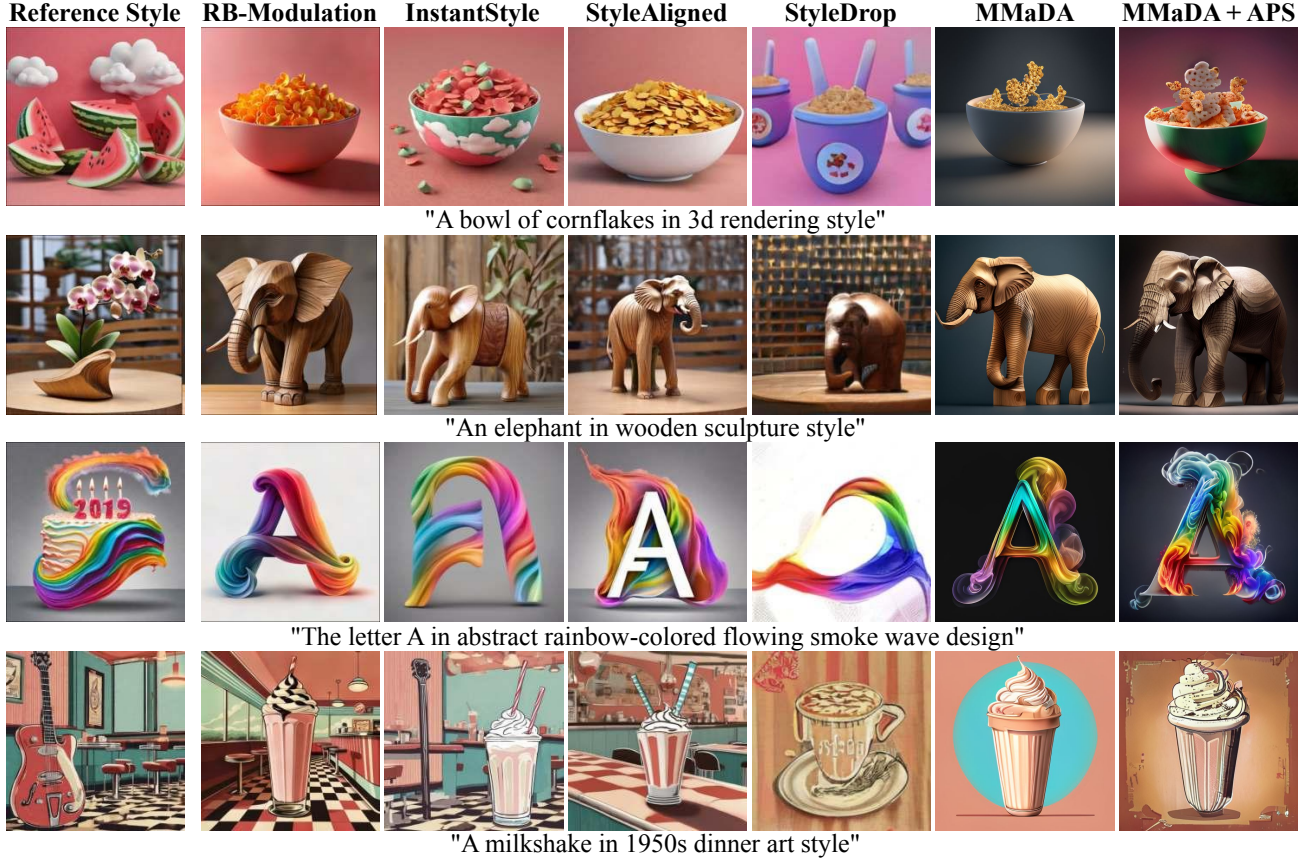 Reference Style RB-Modulation InstantStyle StyleAligned StyleDrop MMaDA MMaDA + APS
"A bowl of cornflakes in 3d rendering style"
"An elephant in wooden sculpture style"
2019
"The letter A in abstract rainbow-colored flowing smoke wave design"
"A milkshake in 1950s dinner art style"